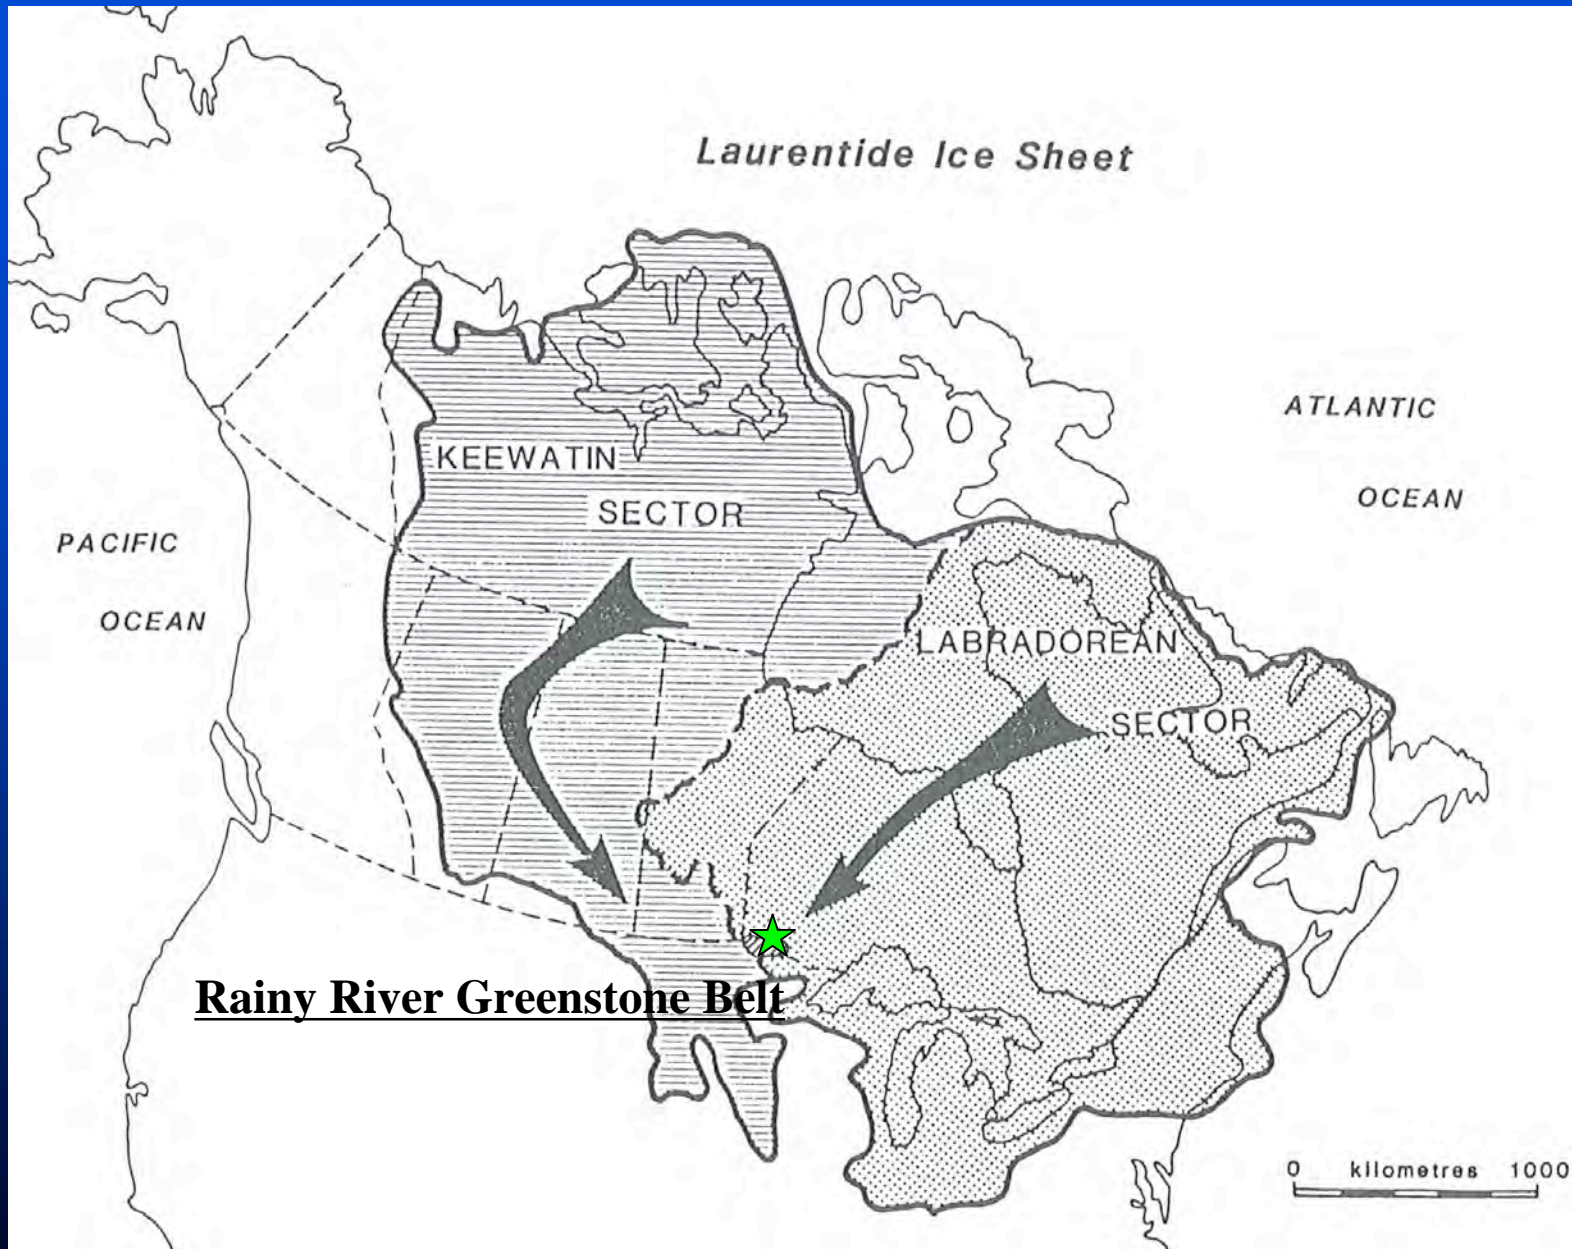 Laurentide Ice Sheet
ATLANTIC
OCEAN
KEEWATIN
SECTOR
PACIFIC
OCEAN
LABRADOREAN
SECTOR
Rainy River Greenstone Belt
0 kilometres 1000